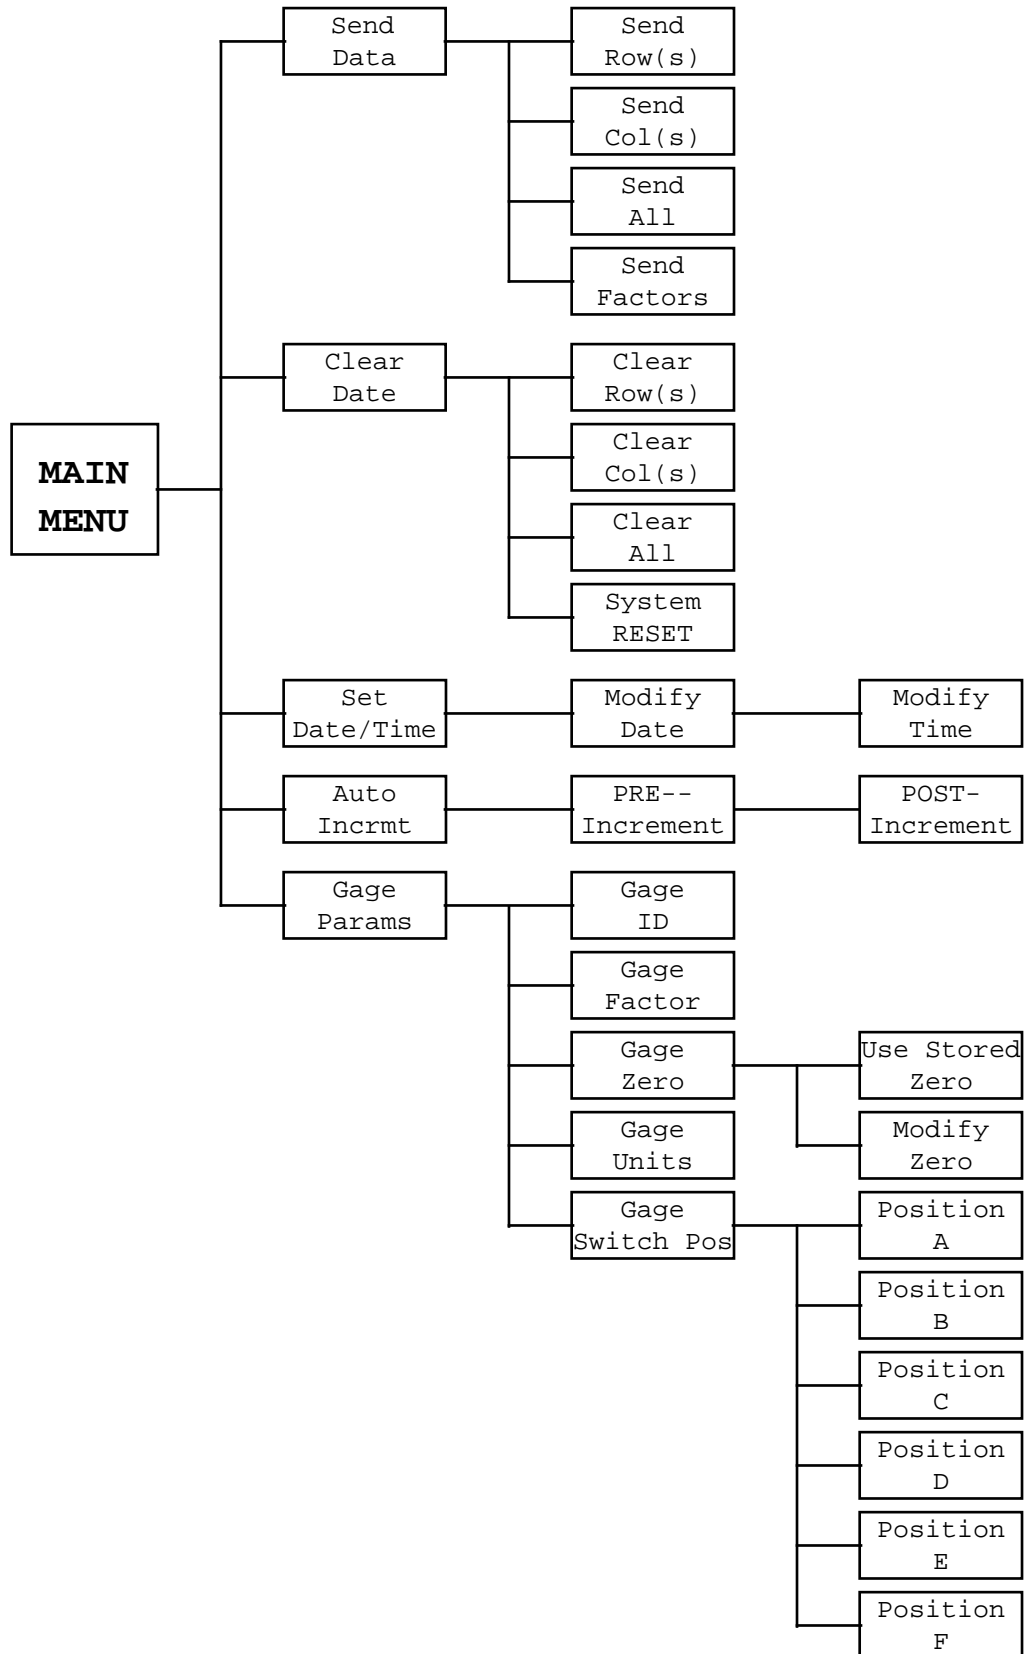 Send
Data
Send
Row(s)
Send
Col(s)
Send
All
Send
Factors
Clear
Date
Clear
Row(s)
Clear
Col(s)
MAIN
MENU
Clear
All
System
RESET
Set
Date/Time
Modify
Date
Modify
Time
Auto
Incrmt
PRE--
Increment
POST-
Increment
Gage
Params
Gage
ID
Gage
Factor
Gage
Zero
Use Stored
Zero
Modify
Zero
Gage
Units
Gage
Switch Pos
Position
A
Position
B
Position
C
Position
D
Position
E
Position
F